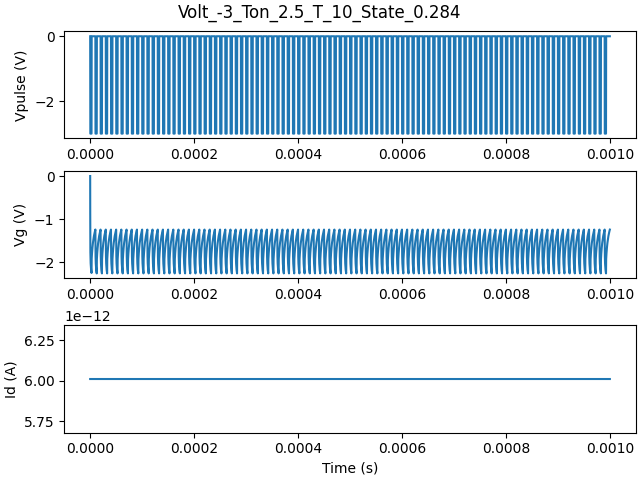 Volt_-3_Ton_2.5_T_10_State_0.284
Vpulse (V)
0
−2
0.0000 0.0002 0.0004 0.0006 0.0008 0.0010
Vg (V)
0
−1
−2
0.0000 0.0002 0.0004 0.0006 0.0008 0.0010
1e−12
Id (A)
6.25
6.00
5.75
0.0000 0.0002 0.0004 0.0006 0.0008 0.0010
Time (s)